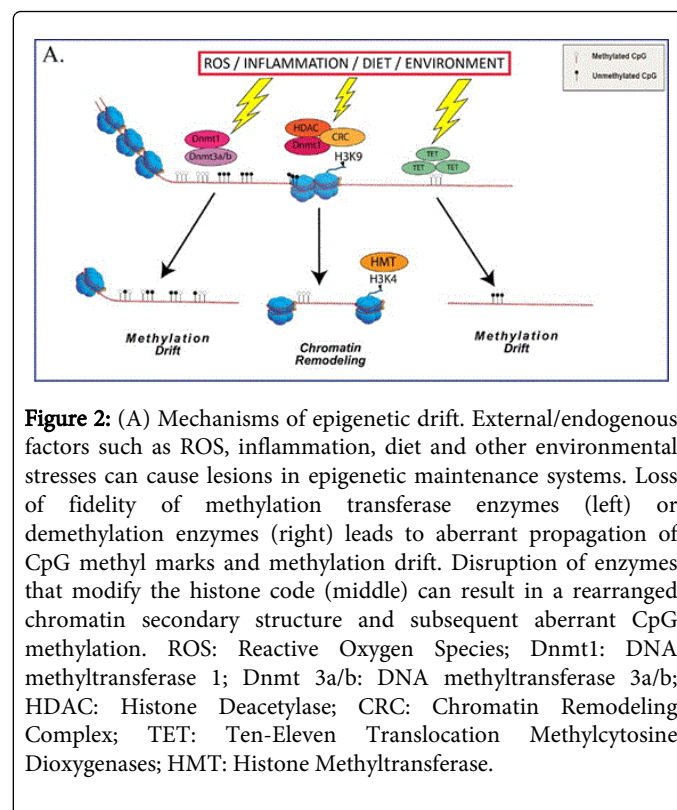 A.
ROS / INFLAMMATION / DIET / ENVIRONMENT
Methylated CpG
Unmethylated CpG
Dnmt1
Dnmt3a/b
HDAC
CRC
Dnmt1
H3K9
TET
TET
TET
HMT
H3K4
Methylation
Drift
Chromatin
Remodeling
Methylation
Drift
Figure 2: (A) Mechanisms of epigenetic drift. External/endogenous
factors such as ROS, inflammation, diet and other environmental
stresses can cause lesions in epigenetic maintenance systems. Loss
of fidelity of methylation transferase enzymes (left) or
demethylation enzymes (right) leads to aberrant propagation of
CpG methyl marks and methylation drift. Disruption of enzymes
that modify the histone code (middle) can result in a rearranged
chromatin secondary structure and subsequent aberrant CpG
methylation. ROS: Reactive Oxygen Species; Dnmt1: DNA
methyltransferase 1; Dnmt 3a/b: DNA methyltransferase 3a/b;
HDAC: Histone Deacetylase; CRC: Chromatin Remodeling
Complex; TET: Ten-Eleven Translocation Methylcytosine
Dioxygenases; HMT: Histone Methyltransferase.